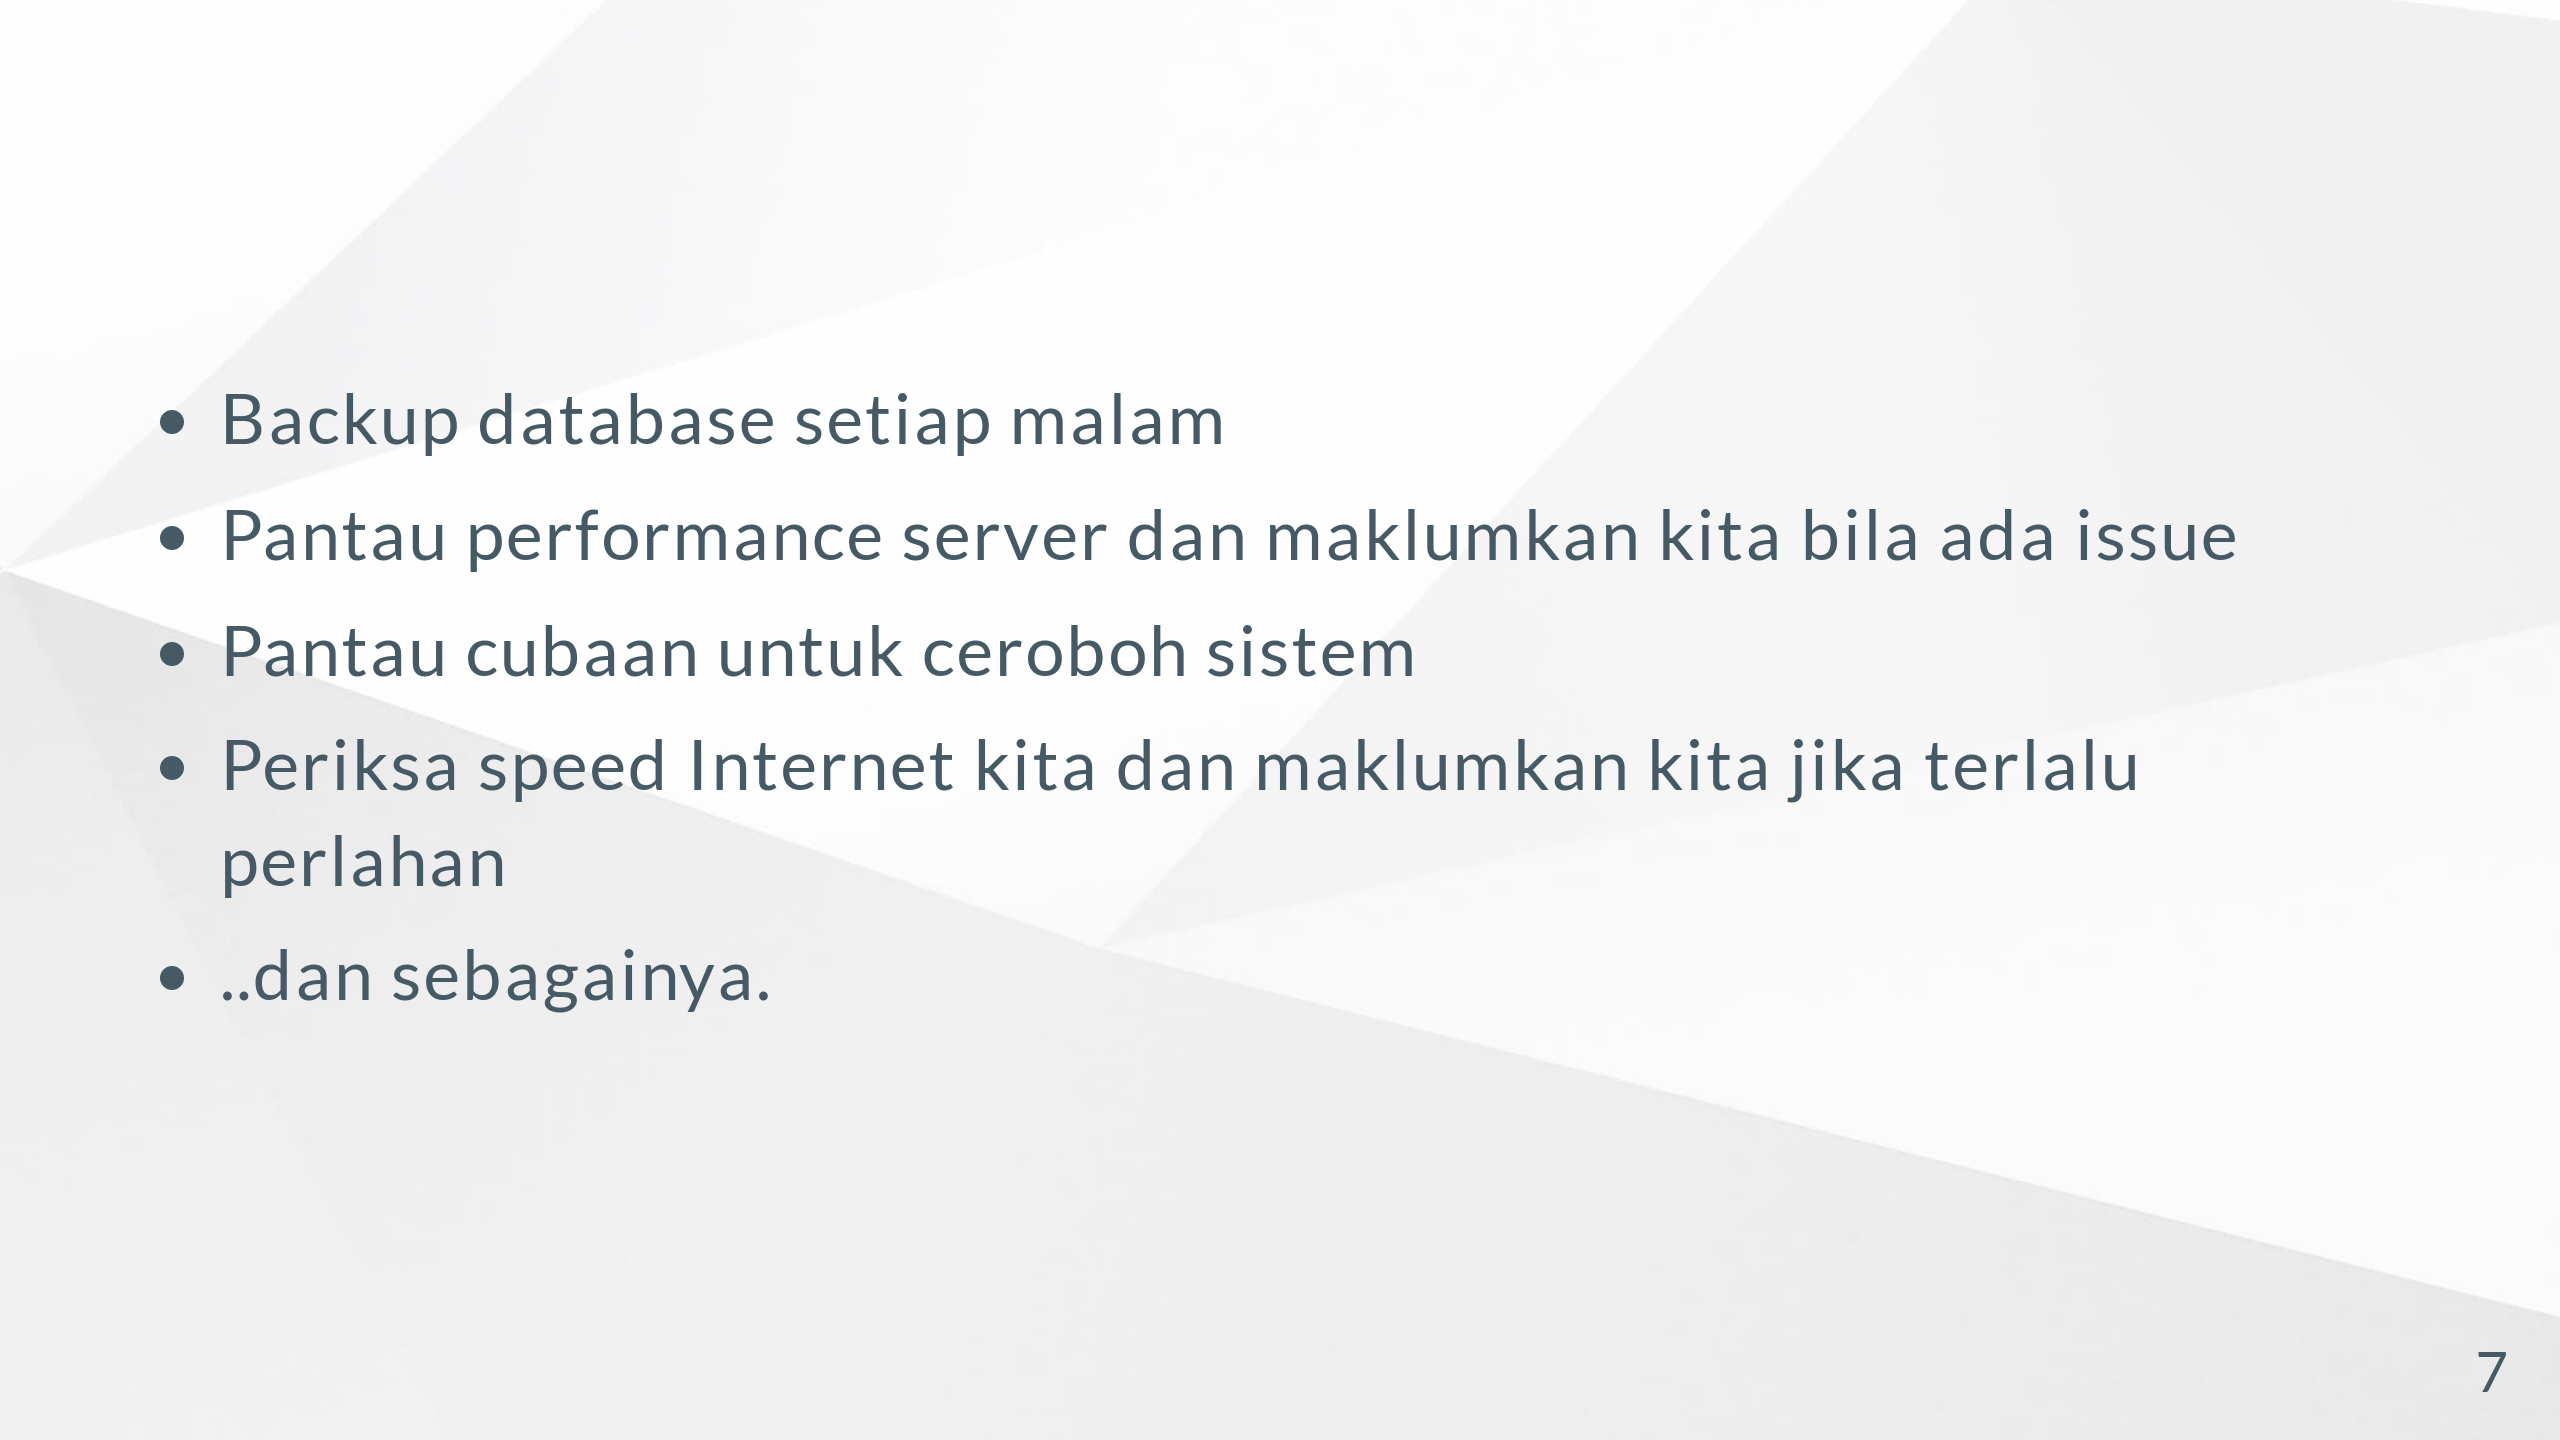 • Backup database setiap malam
• Pantau performance server dan maklumkan kita bila ada issue
• Pantau cubaan untuk ceroboh sistem
• Periksa speed Internet kita dan maklumkan kita jika terlalu
perlahan
• ..dan sebagainya.
7